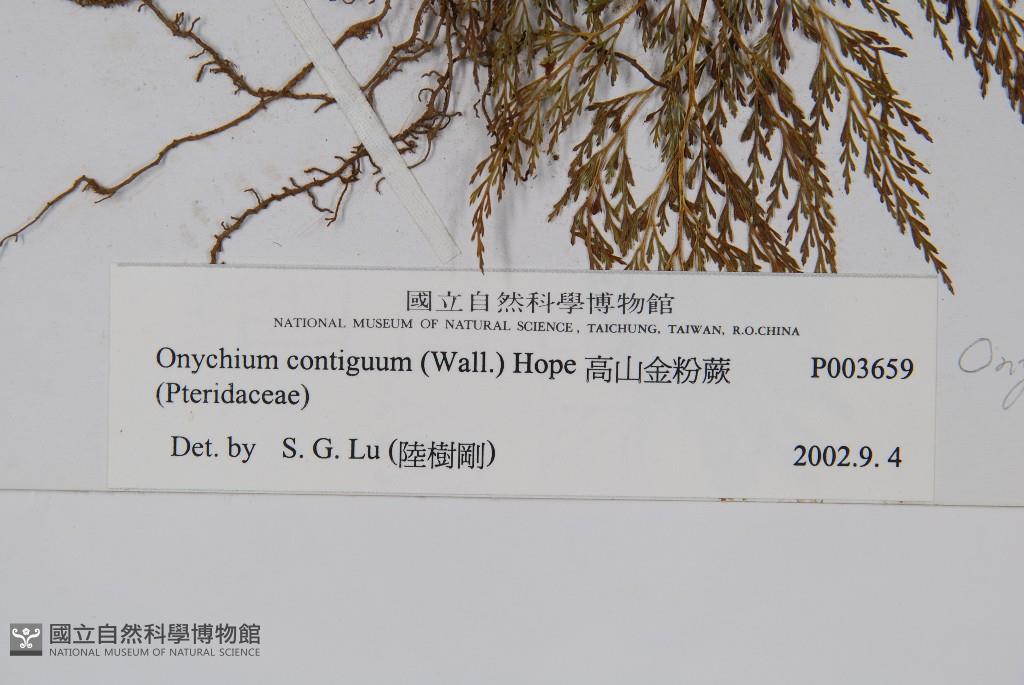 國立自然科學博物館
NATIONAL MUSEUM OF NATURAL SCIENCE, TAICHUNG, TAIWAN, R.O.CHINA
Onychium contiguum (Wall.) Hope 高山金粉蕨 P003659
(Pteridaceae)
Det. by S. G. Lu (陸樹剛) 2002.9. 4
國立自然科學博物館
NATIONAL MUSEUM OF NATURAL SCIENCE